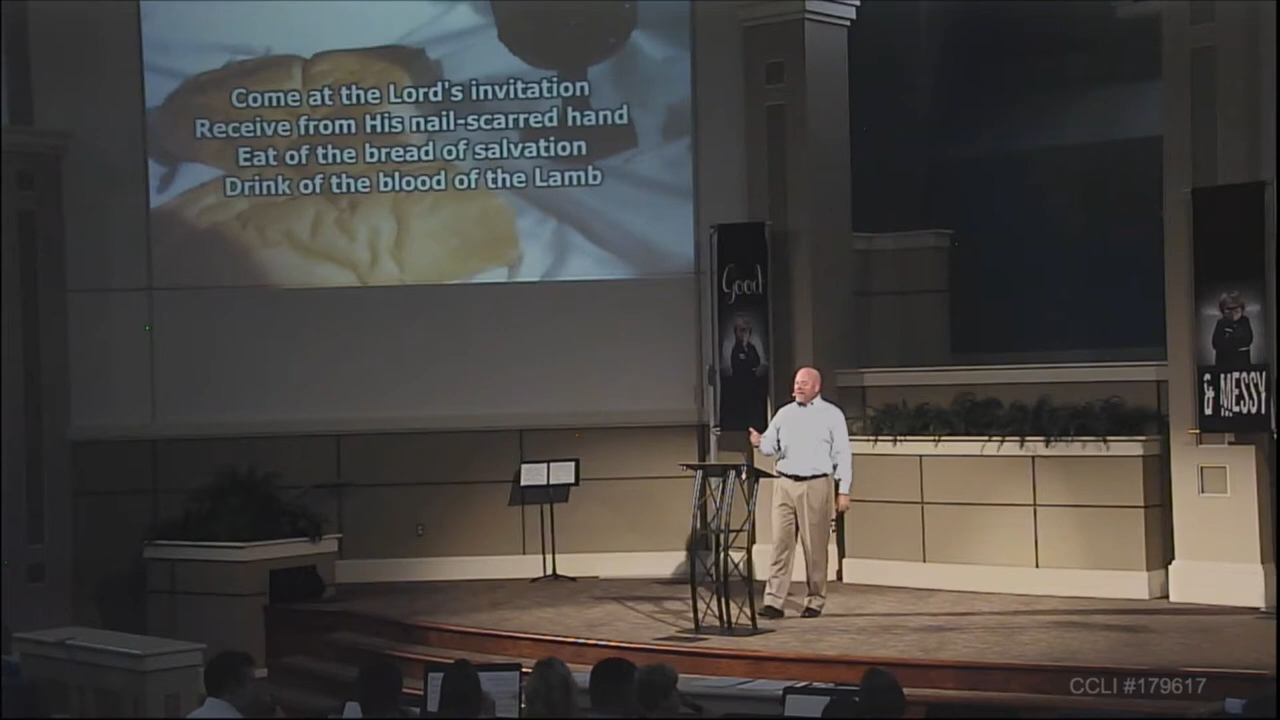 Come at the Lord's invitation
Receive from His nail-scarred hand
Eat of the bread of salvation
Drink of the blood of the Lamb
Good
& MESSY
CCLI #179617